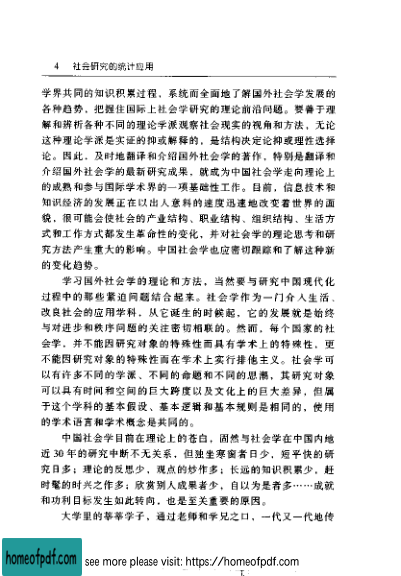 4 社会研究的统计应用
学界共同的知识积累过程，系统而全面地了解国外社会学发展的
各种趋势，把握住国际上社会学研究的理论前沿问题。要善于理
解和辨析各种不同的理论学派观察社会现实的视角和方法，无论
这种理论学派是实证的抑或解释的，是结构决定论抑或理性选择
论。因此，及时地翻译和介绍国外社会学的著作，特别是翻译和
介绍国外社会学的最新研究成果，就成为中国社会学走向理论上
的成熟和参与国际学术界的一项基础性工作。目前，信息技术和
知识经济的发展正在以出人意料的速度迅速地改变着世界的面
貌，很可能会使社会的产业结构、职业结构、组织结构、生活方
式和工作方式都发生革命性的变化，并对社会学的理论思考和研
究方法产生重大的影响。中国社会学也应密切跟踪和了解这种新
的变化趋势。
学习国外社会学的理论和方法，当然要与研究中国现代化
过程中的那些紧迫问题结合起来。社会学作为一门介入生活、
改良社会的应用学科，从它诞生的时候起，它的发展就是始终
与对进步和秩序问题的关注密切相联的。然而，每个国家的社
会学，并不能因研究对象的特殊性而具有学术上的特殊性，更
不能因研究对象的特殊性而在学术上实行排他主义。社会学可
以有许多不同的学派、不同的命题和不同的思潮，其研究对象
可以具有时间和空间的巨大跨度以及文化上的巨大差异，但属
于这个学科的基本假设、基本逻辑和基本规则是相同的，使用
的学术语言和学术概念是共同的。
中国社会学目前在理论上的苍白，固然与社会学在中国内地
近 30 年的研究中断不无关系，但独坐寒窗者日少，短平快的研
究日多；理论的反思少，观点的炒作多；长远的知识积累少，赶
时髦的时兴之作多；欣赏别人成果者少，自以为是者多……成就
和功利目标发生如此转向，也是至关重要的原因。
大学里的莘莘学子，通过老师和学兄之口，一代又一代地传
homeofpdf.com
see more please visit: https://homeofpdf.com